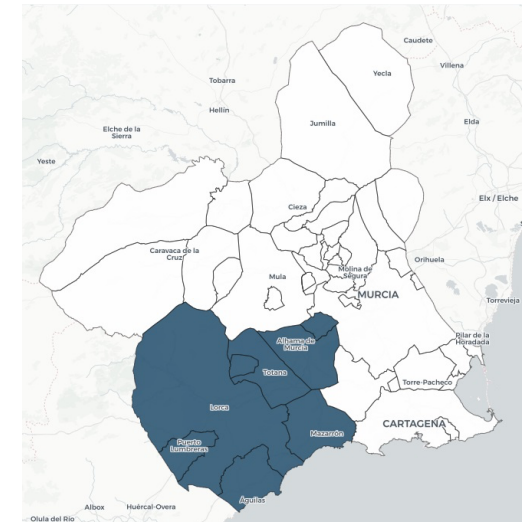 Caudete
Villena
Yecla
Tobarra
Hellín
Elda
Jumilla
Elche de la
Sierra
Yeste
Elx / Elche
Cieza
Caravaca de la
Cruz
Orihuela
Mula
Molina de
Segura
MURCIA
Torrevieja
Pilar de la
Horadada
Alhama de
Murcia
Totana
Torre-Pacheco
Lorca
CARTAGENA
Mazarrón
Puerto
Lumbreras
Águilas
Albox
Huércal-Overa
Olula del Río